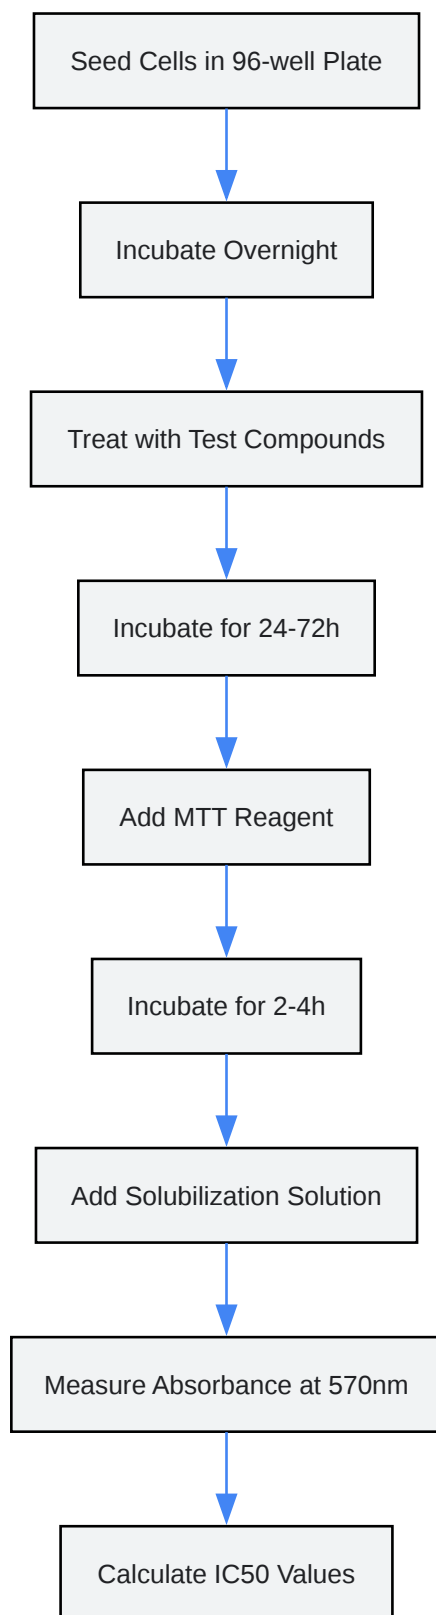 Seed Cells in 96-well Plate
Incubate Overnight
Treat with Test Compounds
Incubate for 24-72h
Add MTT Reagent
Incubate for 2-4h
Add Solubilization Solution
Measure Absorbance at 570nm
Calculate IC50 Values